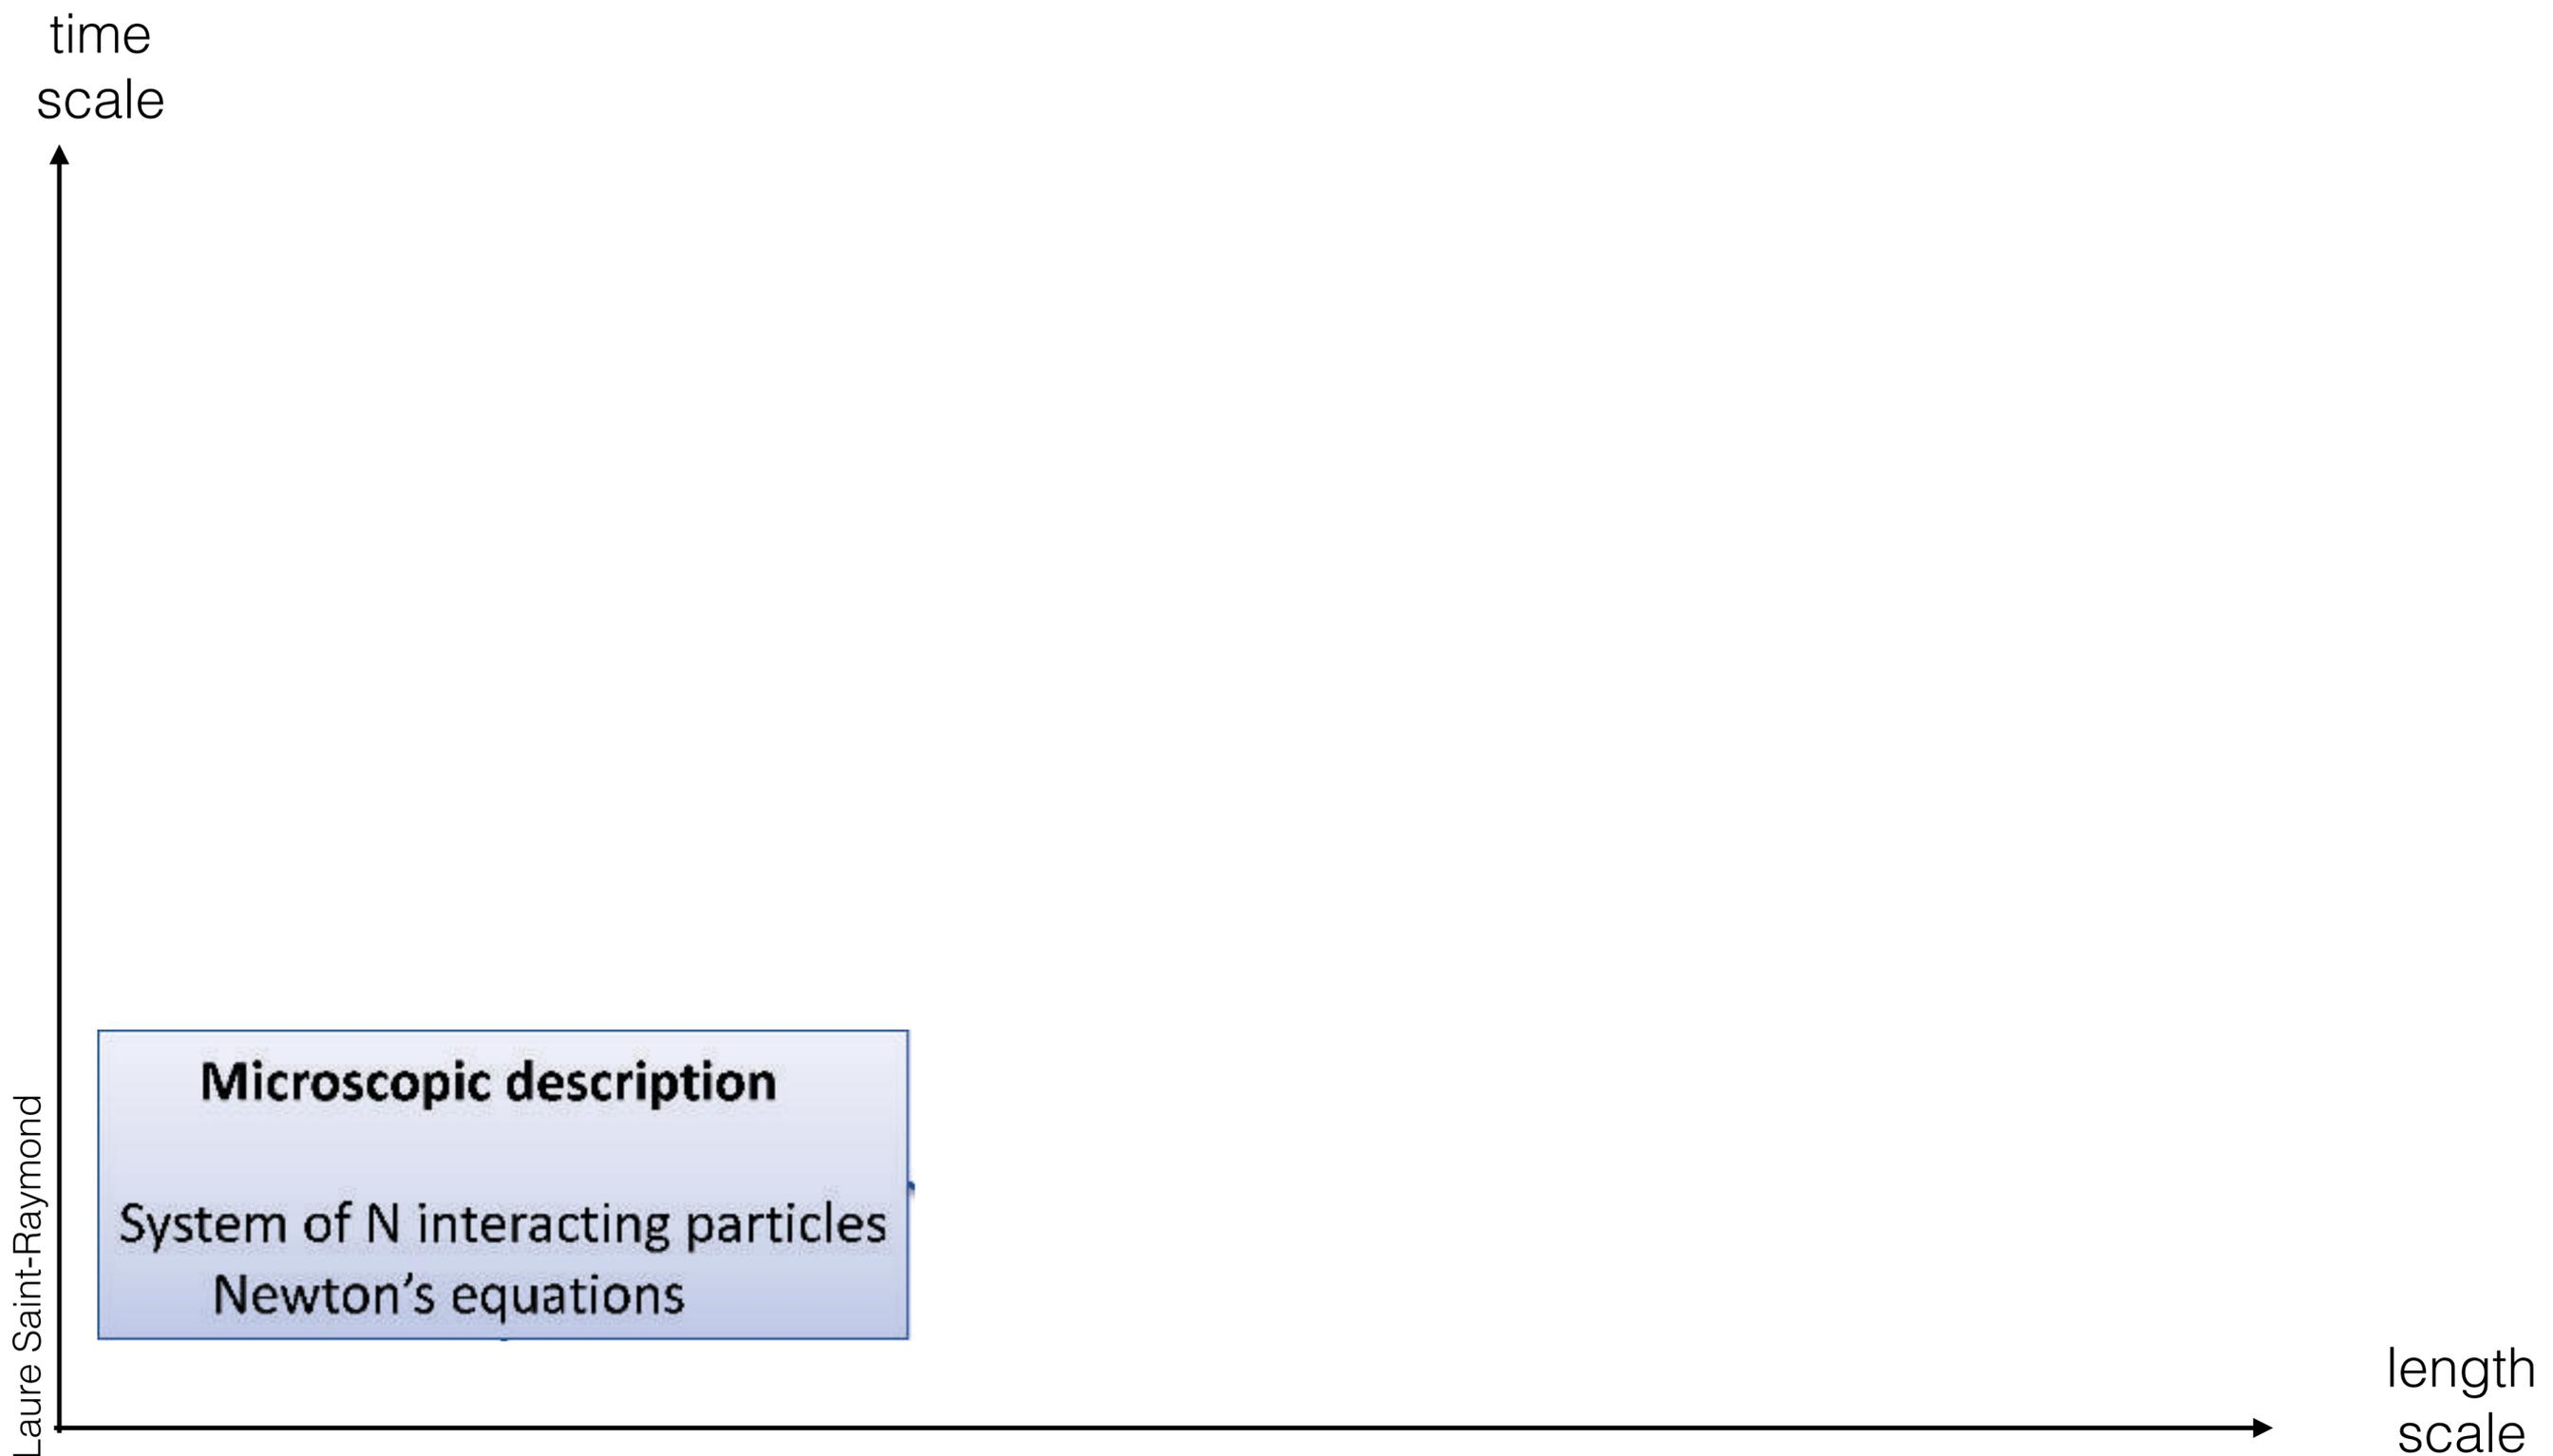 time
scale
Microscopic description
System of N interacting particles
Newton’s equations
Laure Saint-Raymond
length
scale